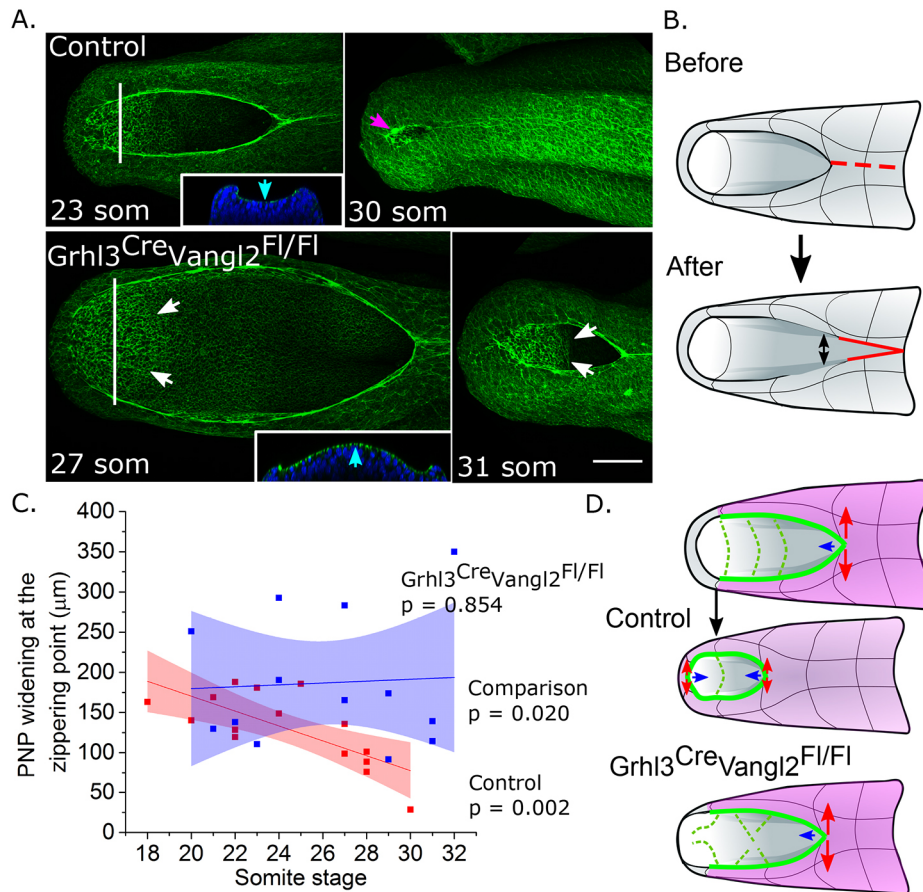 A.
Control
23 som
30 som
Grhl3CreVangl2Fl/Fl
27 som
31 som
B.
Before
After
C.
PNP widening at the
zippering point (µm)
400
350
300
250
200
150
100
50
0
18 20 22 24 26 28 30 32
Somite stage
Grhl3CreVangl2Fl/Fl
p = 0.854
Comparison
p = 0.020
Control
p = 0.002
D.
Control
Grhl3CreVangl2Fl/Fl